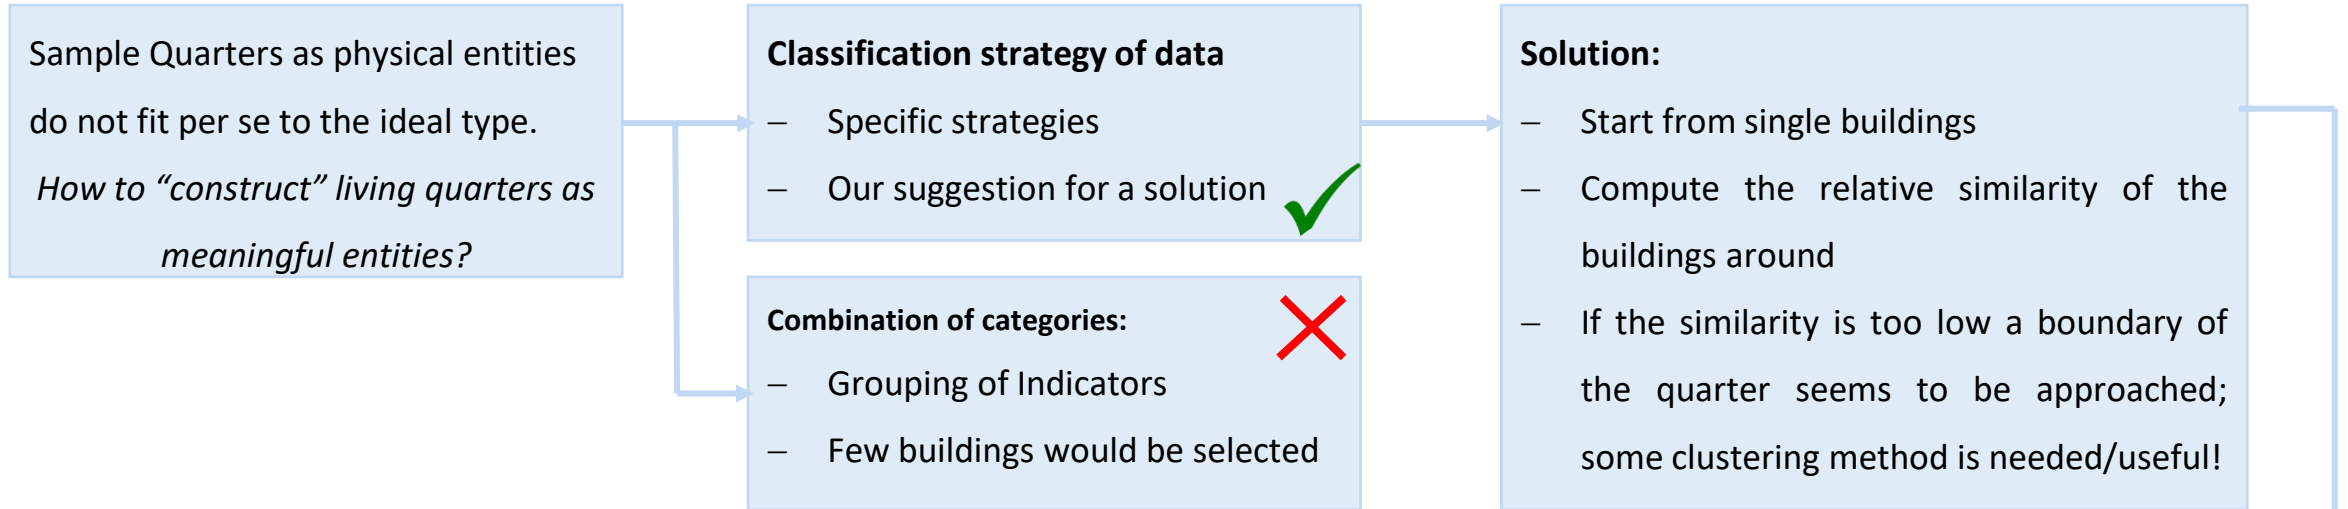 Sample Quarters as physical entities
do not fit per se to the ideal type.
How to “construct” living quarters as
meaningful entities?
Classification strategy of data
– Specific strategies
– Our suggestion for a solution
Combination of categories:
– Grouping of Indicators
– Few buildings would be selected
Solution:
– Start from single buildings
– Compute the relative similarity of the
buildings around
– If the similarity is too low a boundary of
the quarter seems to be approached;
some clustering method is needed/useful!